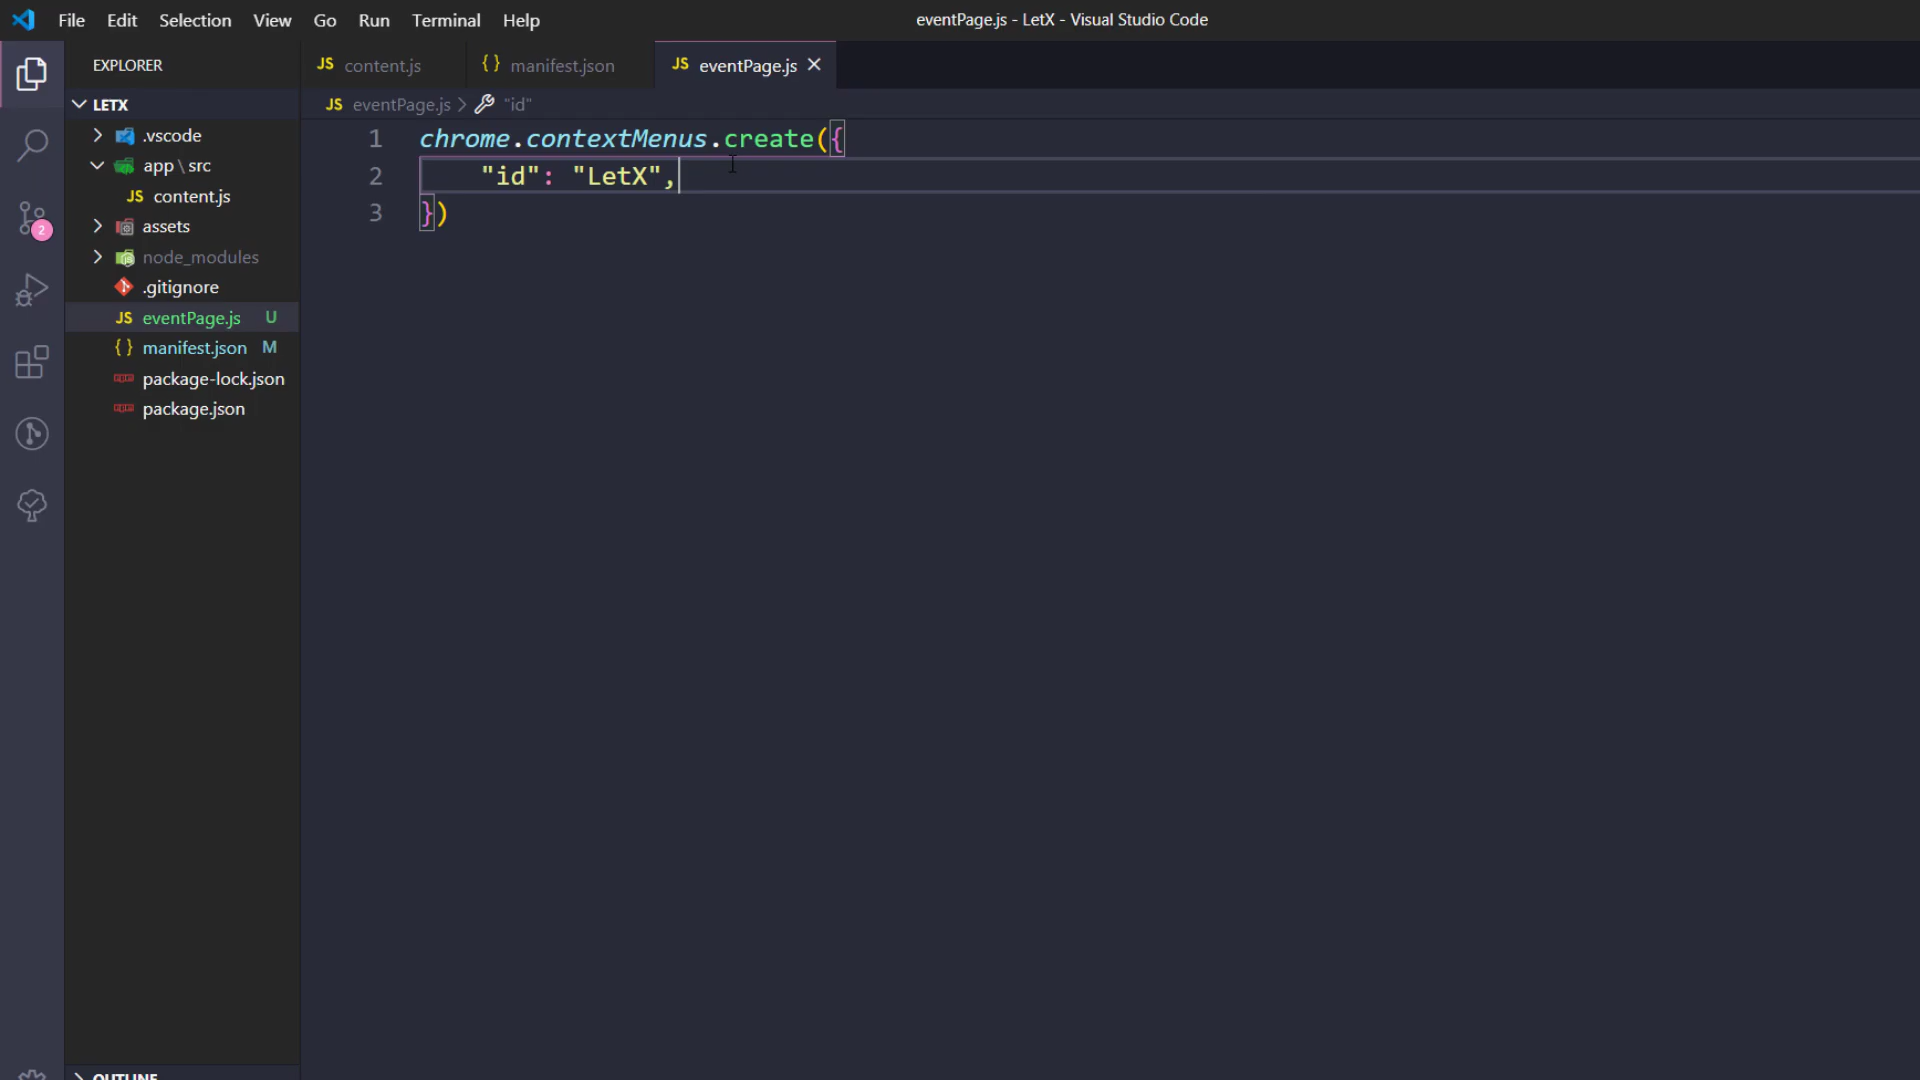 File Edit Selection View Go Run Terminal Help
eventPage.js - LetX - Visual Studio Code
EXPLORER
LETX
.vscode
app \ src
JS content.js
assets
node_modules
.gitignore
JS eventPage.js U
{ } manifest.json M
package-lock.json
package.json
OUTLINE
2
JS content.js
{ } manifest.json
JS eventPage.js
JS eventPage.js > "id"
1 chrome.contextMenus.create({
2 "id": "LetX",
3 })